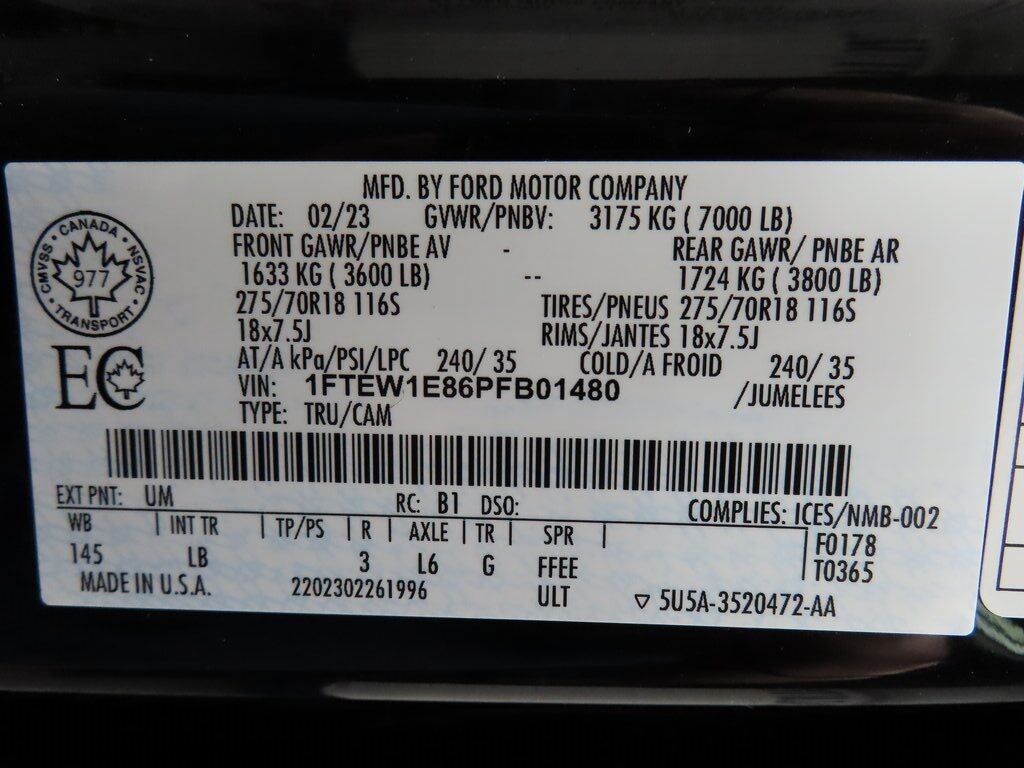 MFD. BY FORD MOTOR COMPANY
DATE: 02/23 GVWR/PNBV: 3175 KG ( 7000 LB)
FRONT GAWR/PNBE AV - REAR GAWR/ PNBE AR
1633 KG ( 3600 LB) -- 1724 KG ( 3800 LB)
275/70R18 116S TIRES/PNEUS 275/70R18 116S
18x7.5J RIMS/JANTES 18x7.5J
AT/A kPa/PSI/LPC 240/ 35 COLD/A FROID 240/ 35
VIN: 1FTEW1E86PFB01480 /JUMELEES
TYPE: TRU/CAM
CMVSS • CANADA • NSVAC
977
• TRANSPORT •
EC
EXT PNT: UM RC: B1 DSO: COMPLIES: ICES/NMB-002
WB | INT TR | TP/PS | R | AXLE | TR | SPR | F0178
145 LB 3 L6 G FFEE T0365
MADE IN U.S.A. 2202302261996 ULT ▽ 5U5A-3520472-AA